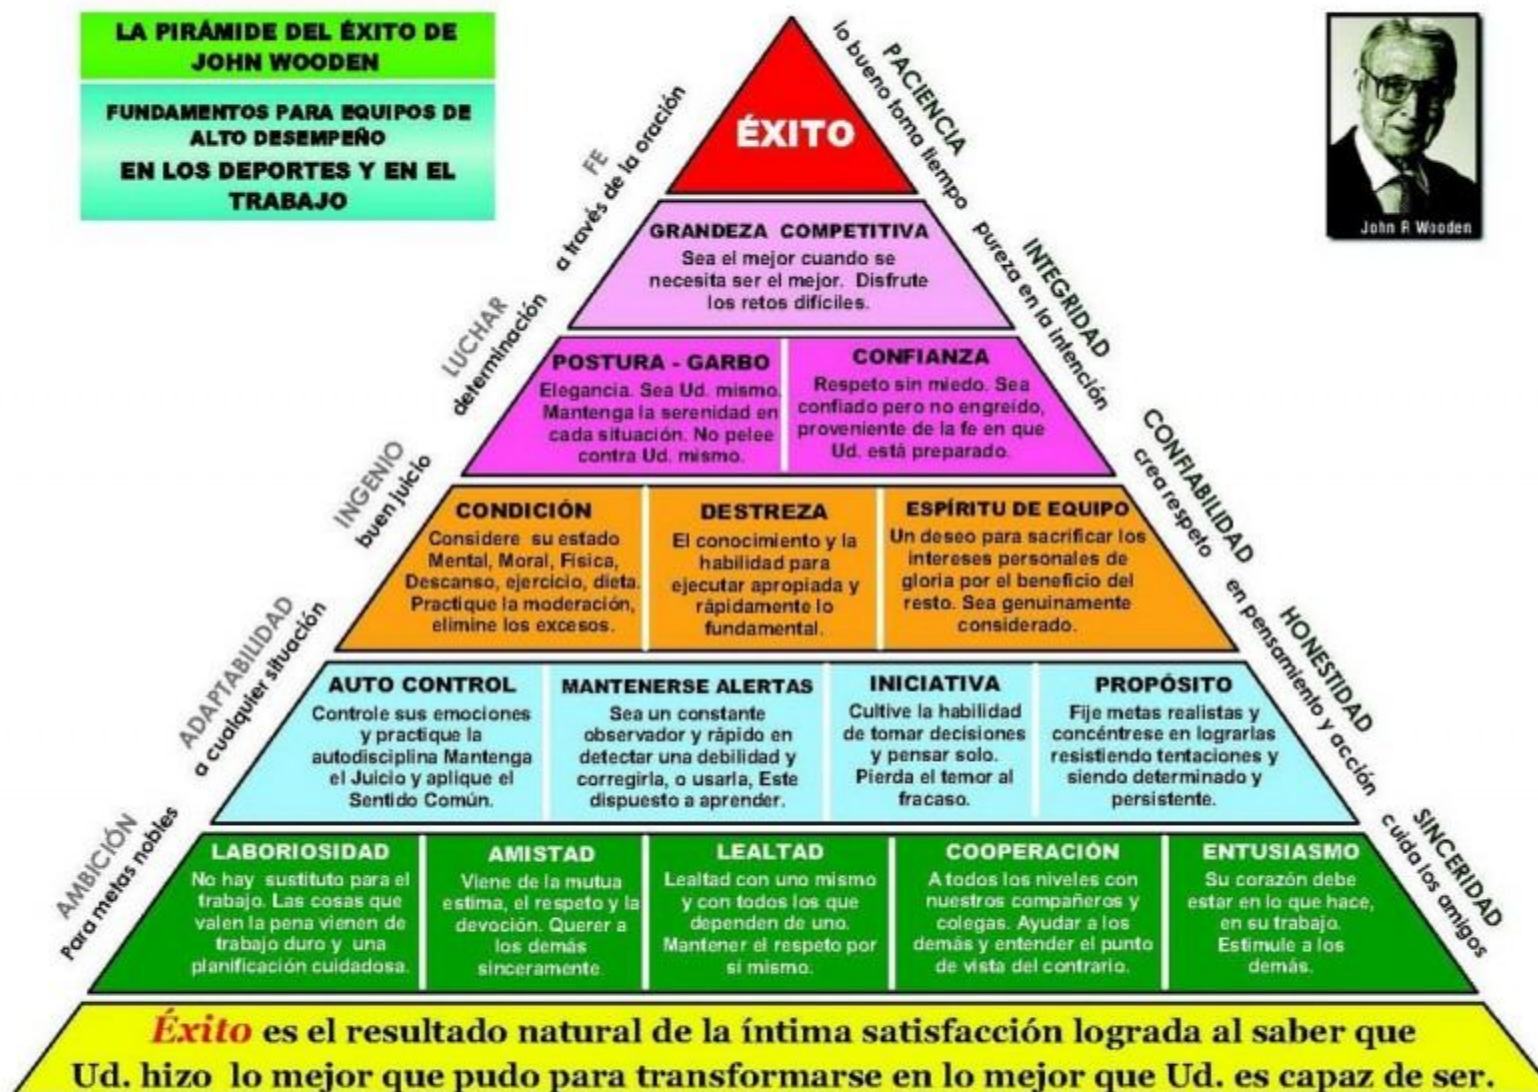 LA PIRÁMIDE DEL ÉXITO DE
JOHN WOODEN
FUNDAMENTOS PARA EQUIPOS DE
ALTO DESEMPEÑO
EN LOS DEPORTES Y EN EL
TRABAJO
John R Wooden
ÉXITO
FE
a través de la oración
LUCHAR
determinación
INGENIO
buen juicio
ADAPTABILIDAD
a cualquier situación
AMBICIÓN
Para metas nobles
PACIENCIA
lo bueno toma tiempo
INTEGRIDAD
pureza en la intención
CONFIABILIDAD
crea respeto
HONESTIDAD
en pensamiento y acción
SINCERIDAD
cuida los amigos
GRANDEZA COMPETITIVA
Sea el mejor cuando se
necesita ser el mejor. Disfrute
los retos difíciles.
POSTURA - GARBO
Elegancia. Sea Ud. mismo.
Mantenga la serenidad en
cada situación. No pelee
contra Ud. mismo.
CONFIANZA
Respeto sin miedo. Sea
confiado pero no engreído,
proveniente de la fe en que
Ud. está preparado.
CONDICIÓN
Considere su estado
Mental, Moral, Física,
Descanso, ejercicio, dieta.
Practique la moderación,
elimine los excesos.
DESTREZA
El conocimiento y la
habilidad para
ejecutar apropiada y
rápidamente lo
fundamental.
ESPÍRITU DE EQUIPO
Un deseo para sacrificar los
intereses personales de
gloria por el beneficio del
resto. Sea genuinamente
considerado.
AUTO CONTROL
Controle sus emociones
y practique la
autodisciplina Mantenga
el Juicio y aplique el
Sentido Común.
MANTENERSE ALERTAS
Sea un constante
observador y rápido en
detectar una debilidad y
corregirla, o usarla, Este
dispuesto a aprender.
INICIATIVA
Cultive la habilidad
de tomar decisiones
y pensar solo.
Pierda el temor al
fracaso.
PROPÓSITO
Fije metas realistas y
concéntrese en lograrlas
resistiendo tentaciones y
siendo determinado y
persistente.
LABORIOSIDAD
No hay sustituto para el
trabajo. Las cosas que
valen la pena vienen de
trabajo duro y una
planificación cuidadosa.
AMISTAD
Viene de la mutua
estima, el respeto y la
devoción. Querer a
los demás
sinceramente
LEALTAD
Lealtad con uno mismo
y con todos los que
dependen de uno.
Mantener el respeto por
sí mismo.
COOPERACIÓN
A todos los niveles con
nuestros compañeros y
colegas. Ayudar a los
demás y entender el punto
de vista del contrario.
ENTUSIASMO
Su corazón debe
estar en lo que hace,
en su trabajo.
Estimule a los
demás.
Éxito es el resultado natural de la íntima satisfacción lograda al saber que
Ud. hizo lo mejor que pudo para transformarse en lo mejor que Ud. es capaz de ser.